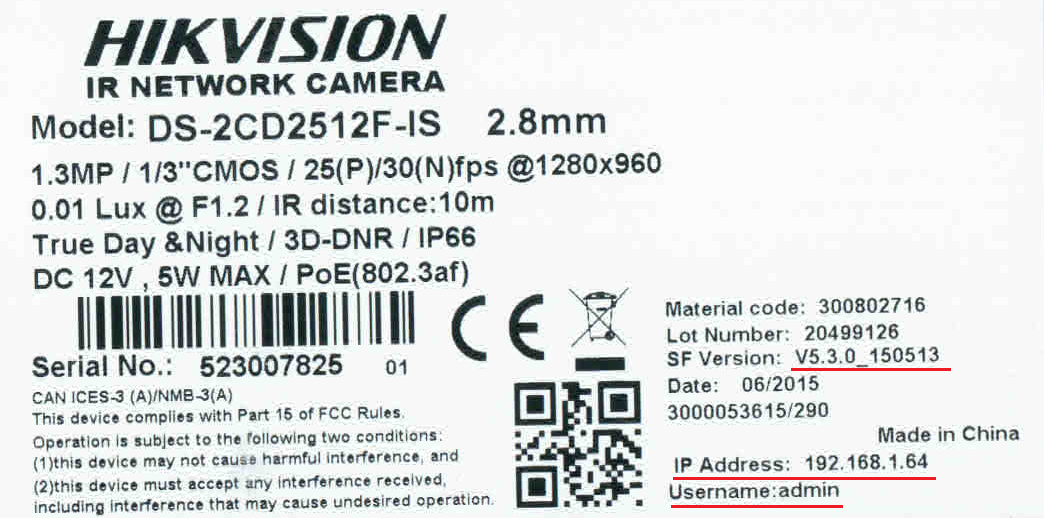 HIKVISION
IR NETWORK CAMERA
Model: DS-2CD2512F-IS 2.8mm
1.3MP / 1/3"CMOS / 25(P)/30(N)fps @1280x960
0.01 Lux @ F1.2 / IR distance:10m
True Day &Night / 3D-DNR / IP66
DC 12V , 5W MAX / PoE(802.3af)
Serial No.: 523007825 01
CAN ICES-3 (A)/NMB-3(A)
This device complies with Part 15 of FCC Rules.
Operation is subject to the following two conditions:
(1)this device may not cause harmful interference, and
(2)this device must accept any interference received,
including interference that may cause undesired operation.
CE
Material code: 300802716
Lot Number: 20499126
SF Version: V5.3.0_150513
Date: 06/2015
3000053615/290
Made in China
IP Address: 192.168.1.64
Username:admin